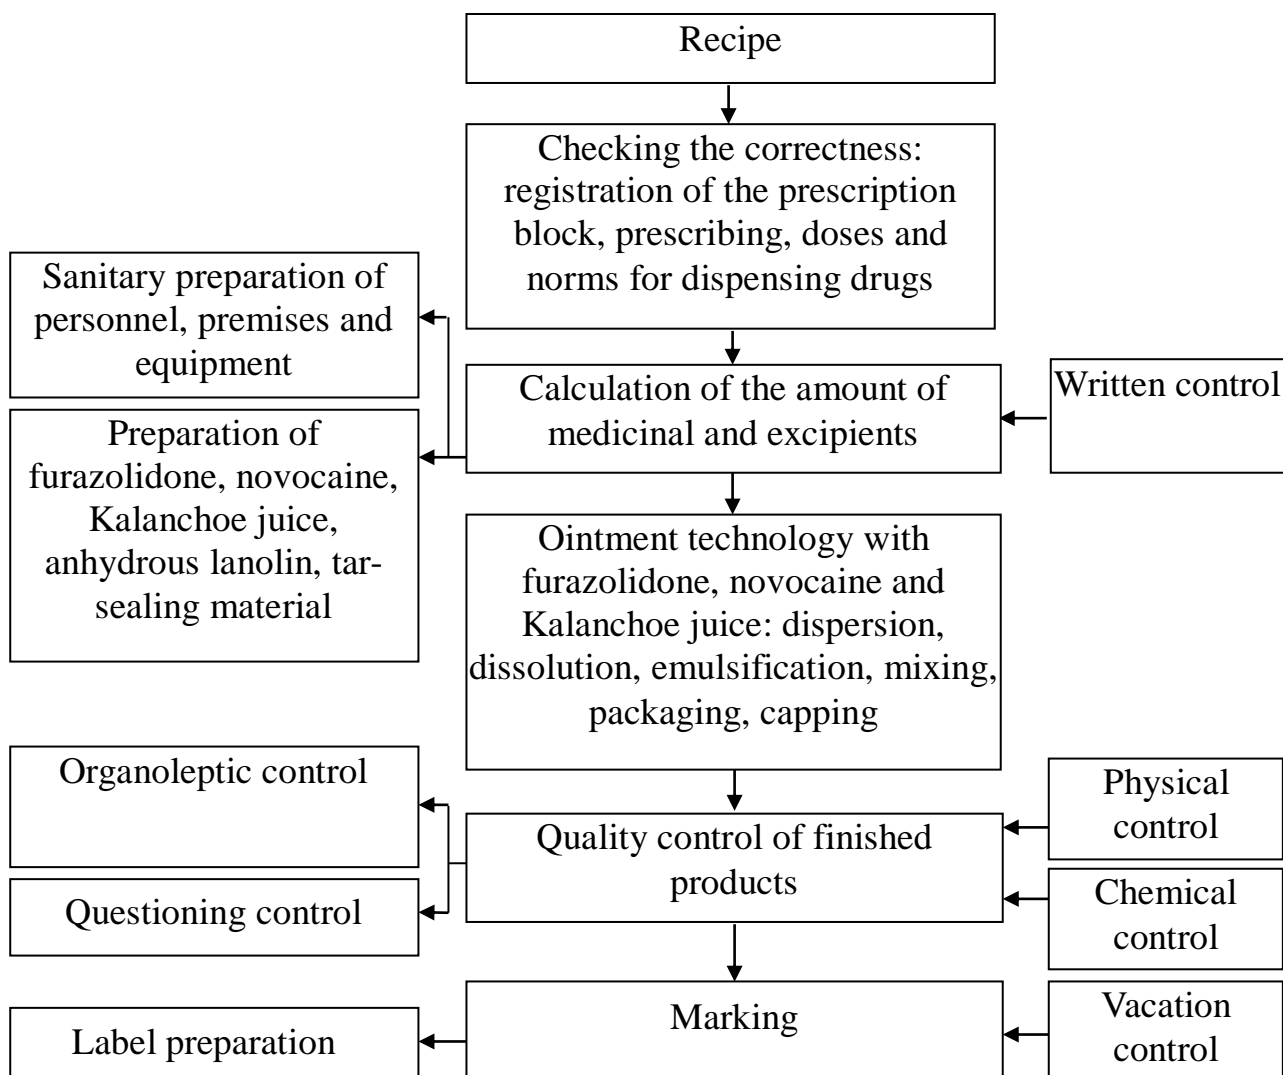 Recipe
Checking the correctness:
registration of the prescription
block, prescribing, doses and
norms for dispensing drugs
Sanitary preparation of
personnel, premises and
equipment
Calculation of the amount of
medicinal and excipients
Written control
Preparation of
furazolidone, novocaine,
Kalanchoe juice,
anhydrous lanolin, tar-
sealing material
Ointment technology with
furazolidone, novocaine and
Kalanchoe juice: dispersion,
dissolution, emulsification, mixing,
packaging, capping
Organoleptic control
Questioning control
Quality control of finished
products
Physical
control
Chemical
control
Label preparation
Marking
Vacation
control